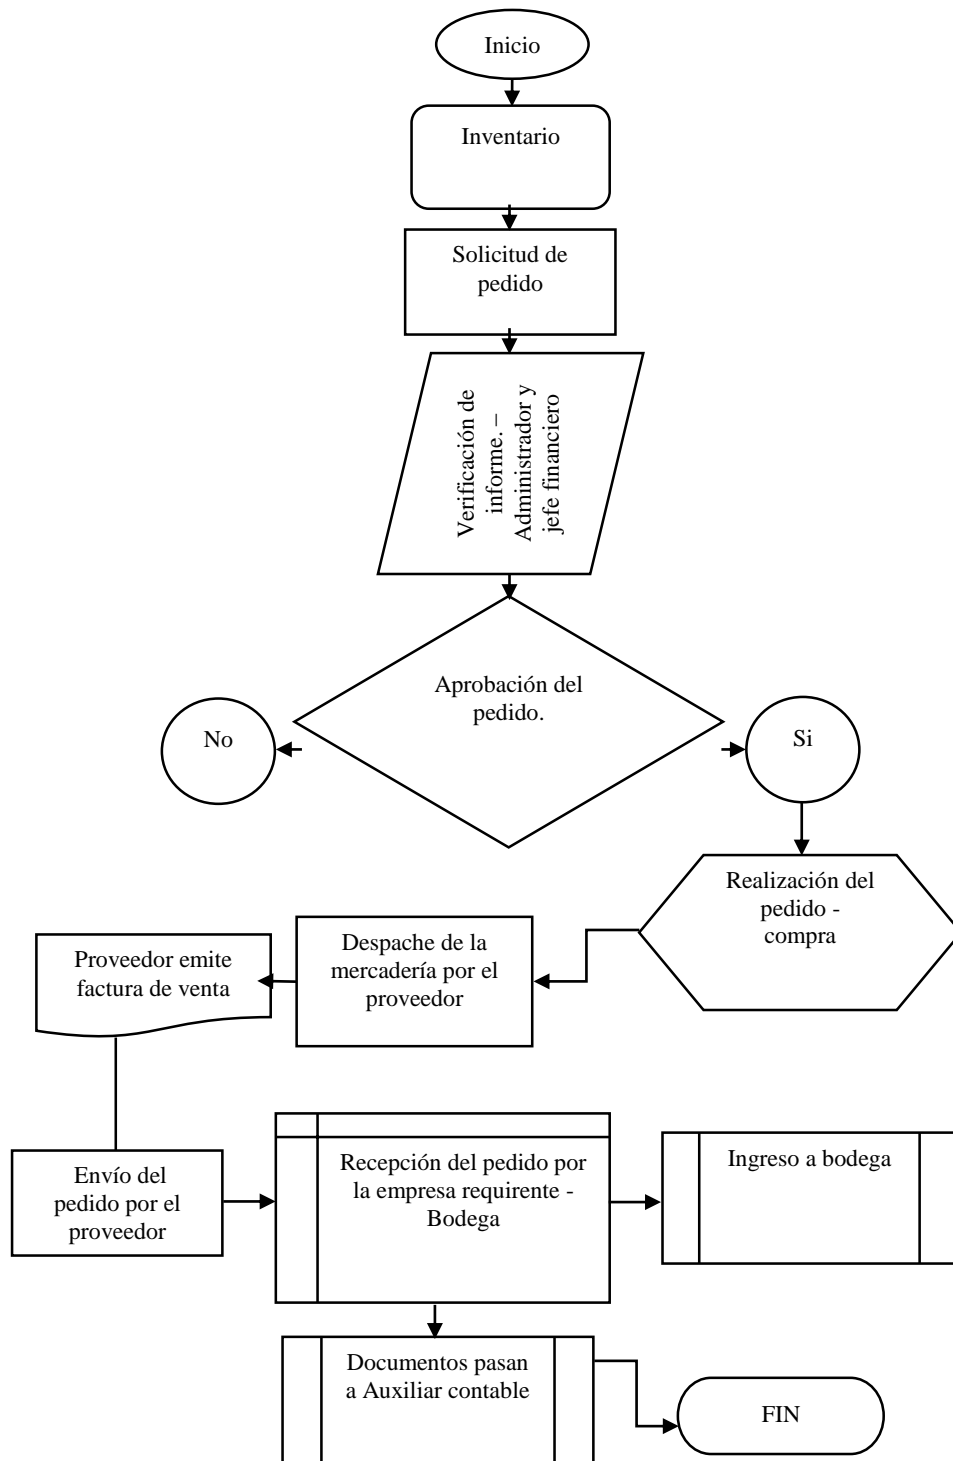 Inicio
Inventario
Solicitud de
pedido
Verificación de
informe. –
Administrador y
jefe financiero
Aprobación del
pedido.
No
Si
Realización del
pedido -
compra
Despache de la
mercadería por el
proveedor
Proveedor emite
factura de venta
Envío del
pedido por el
proveedor
Recepción del pedido por
la empresa requirente -
Bodega
Ingreso a bodega
Documentos pasan
a Auxiliar contable
FIN